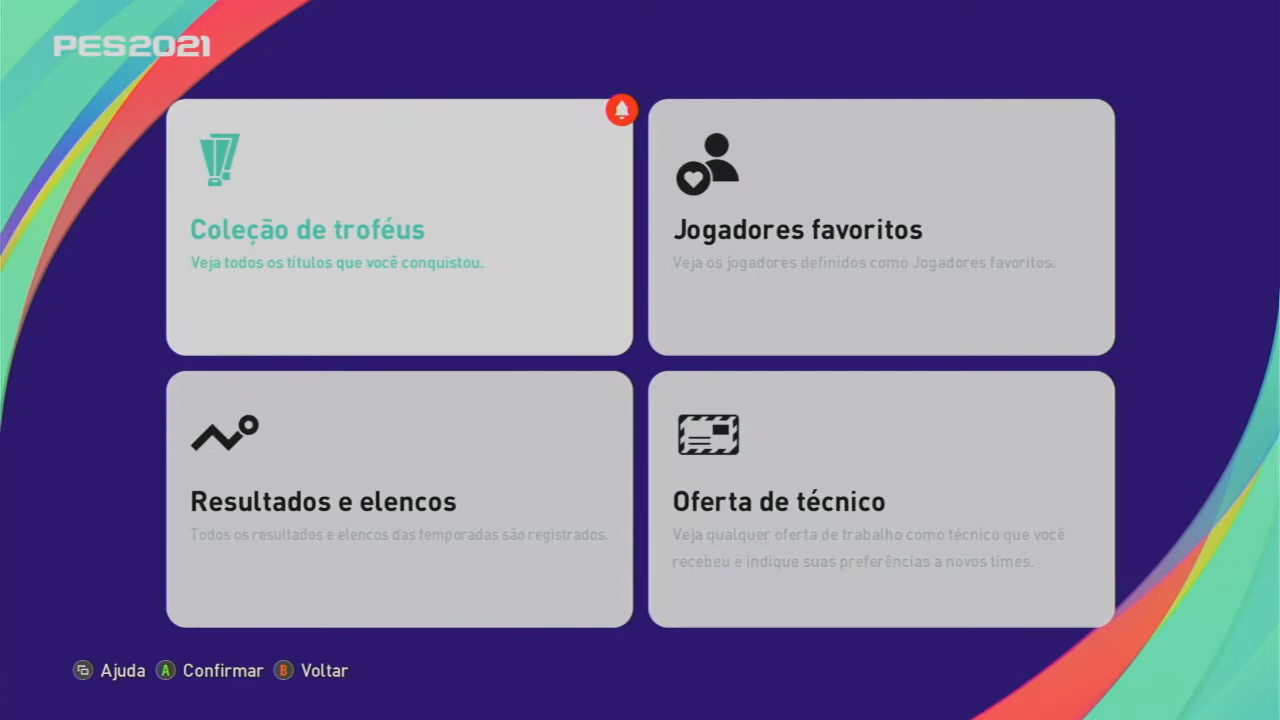 PES2021
Coleção de troféus
Veja todos os títulos que você conquistou.
Jogadores favoritos
Veja os jogadores definidos como Jogadores favoritos.
Resultados e elencos
Todos os resultados e elencos das temporadas são registrados.
Oferta de técnico
Veja qualquer oferta de trabalho como técnico que você
recebeu e indique suas preferências a novos times.
Ajuda A Confirmar B Voltar